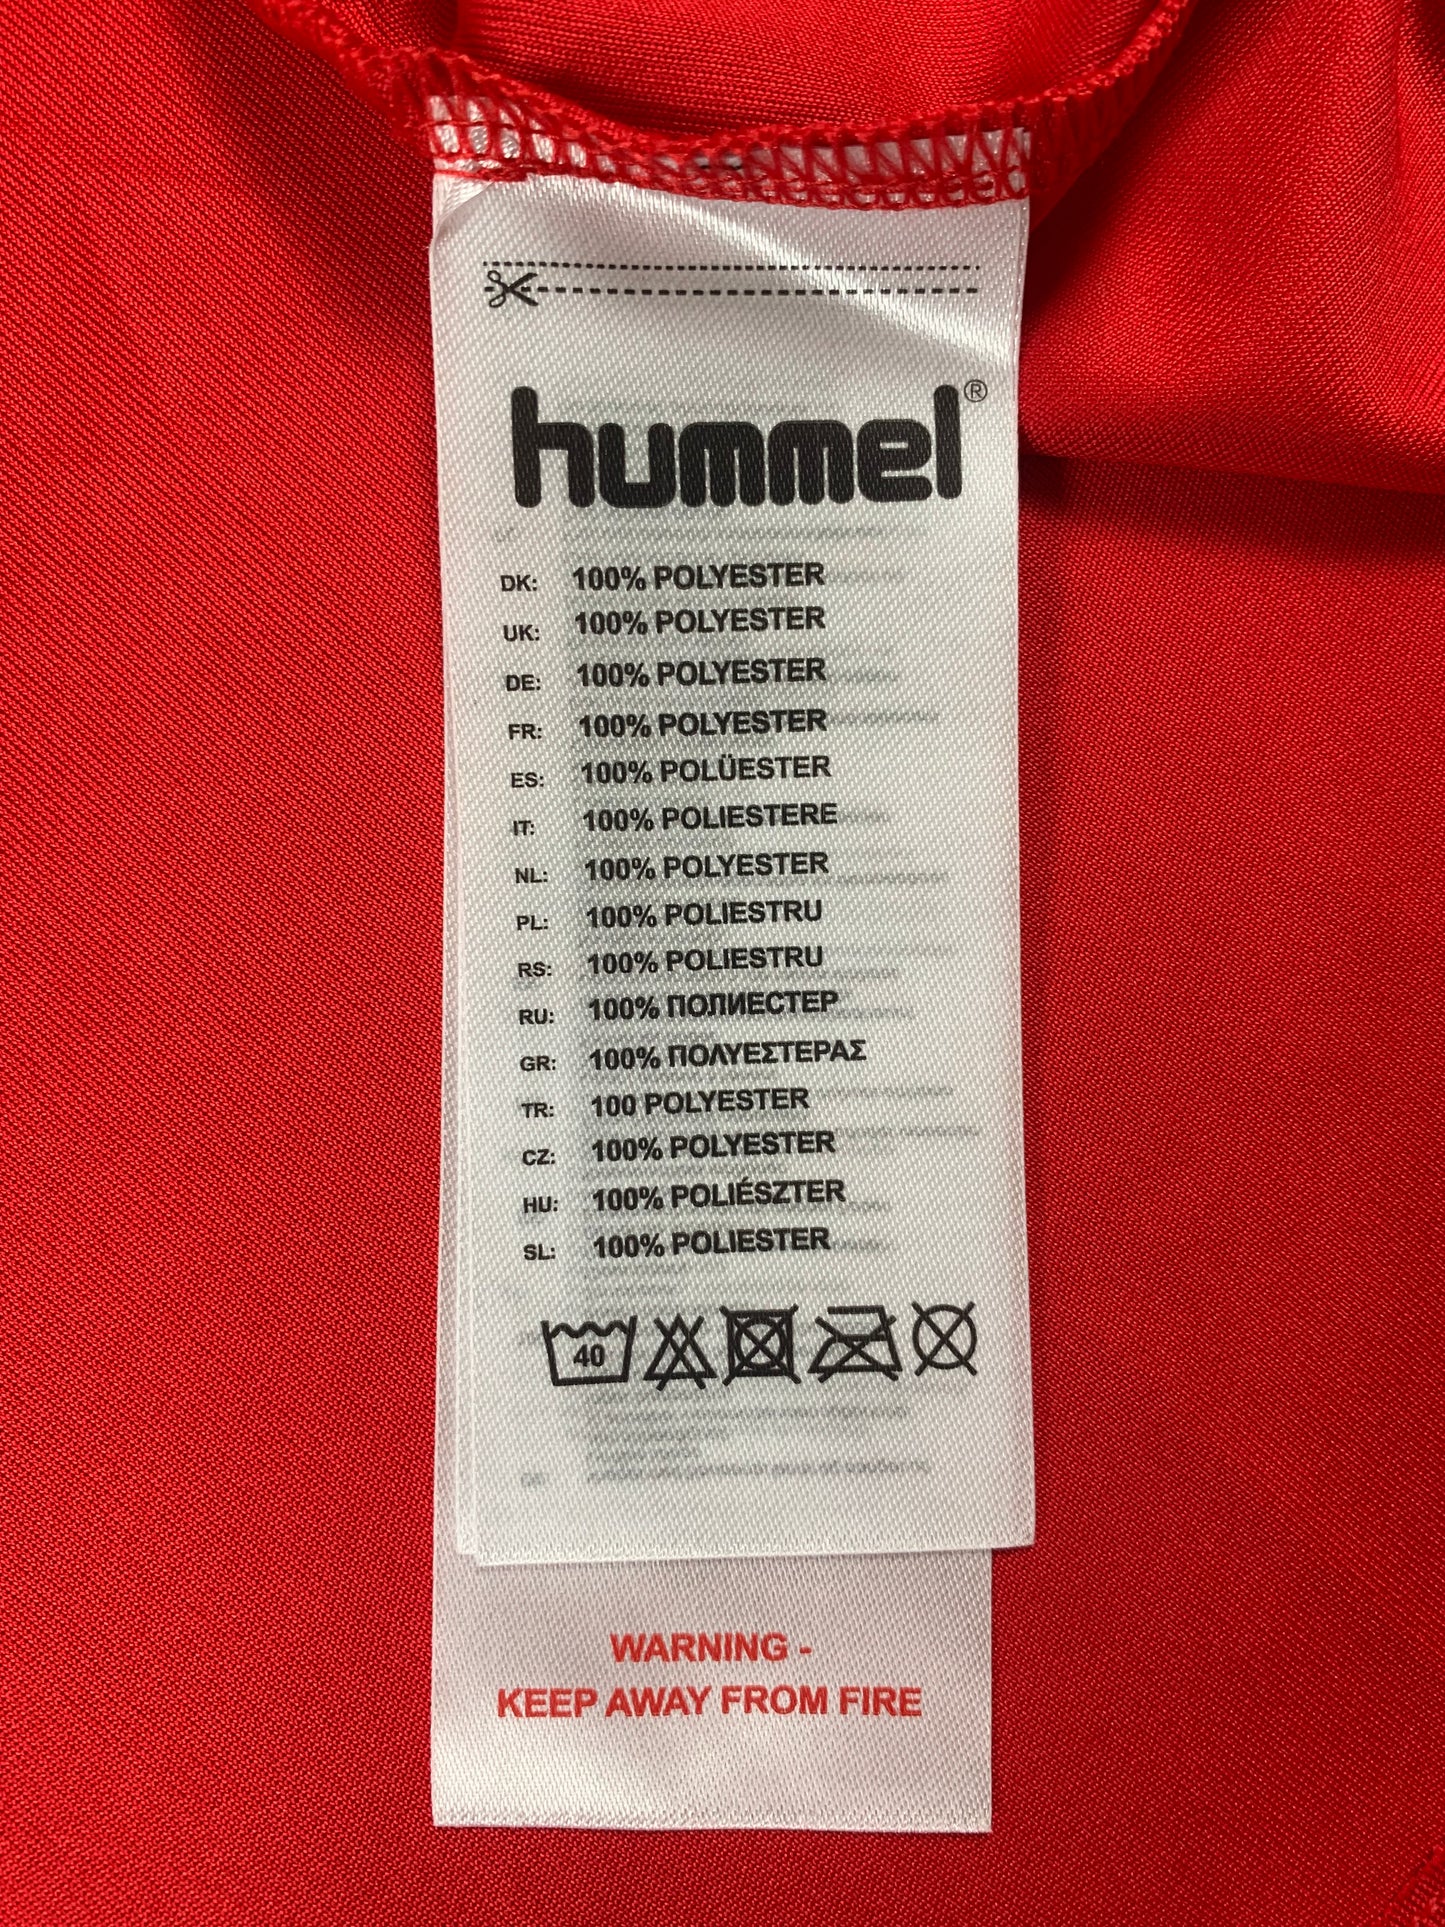 hummel®
DK: 100% POLYESTER
UK: 100% POLYESTER
DE: 100% POLYESTER
FR: 100% POLYESTER
ES: 100% POLÜESTER
IT: 100% POLIESTERE
NL: 100% POLYESTER
PL: 100% POLIESTRU
RS: 100% POLIESTRU
RU: 100% ПОЛИЕСТЕР
GR: 100% ΠΟΛΥΕΣΤΕΡΑΣ
TR: 100 POLYESTER
CZ: 100% POLYESTER
HU: 100% POLIÉSZTER
SL: 100% POLIESTER
40
WARNING -
KEEP AWAY FROM FIRE